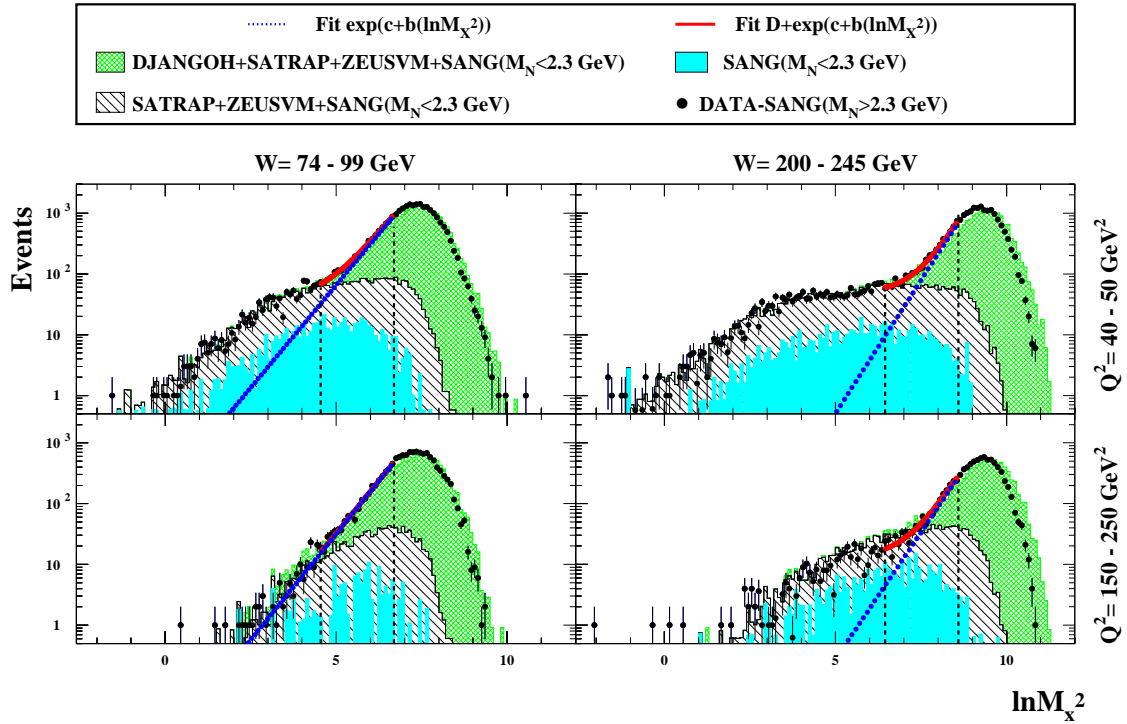 Fit exp(c+b(lnM_X^2)) Fit D+exp(c+b(lnM_X^2))
DJANGOH+SATRAP+ZEUSVM+SANG(M_N<2.3 GeV) SANG(M_N<2.3 GeV)
SATRAP+ZEUSVM+SANG(M_N<2.3 GeV) DATA-SANG(M_N>2.3 GeV)
W= 74 - 99 GeV W= 200 - 245 GeV
Events
10^3
10^2
10
1
Q^2= 40 - 50 GeV^2
10^3
10^2
10
1
Q^2= 150 - 250 GeV^2
0 5 10 0 5 10
lnM_x^2